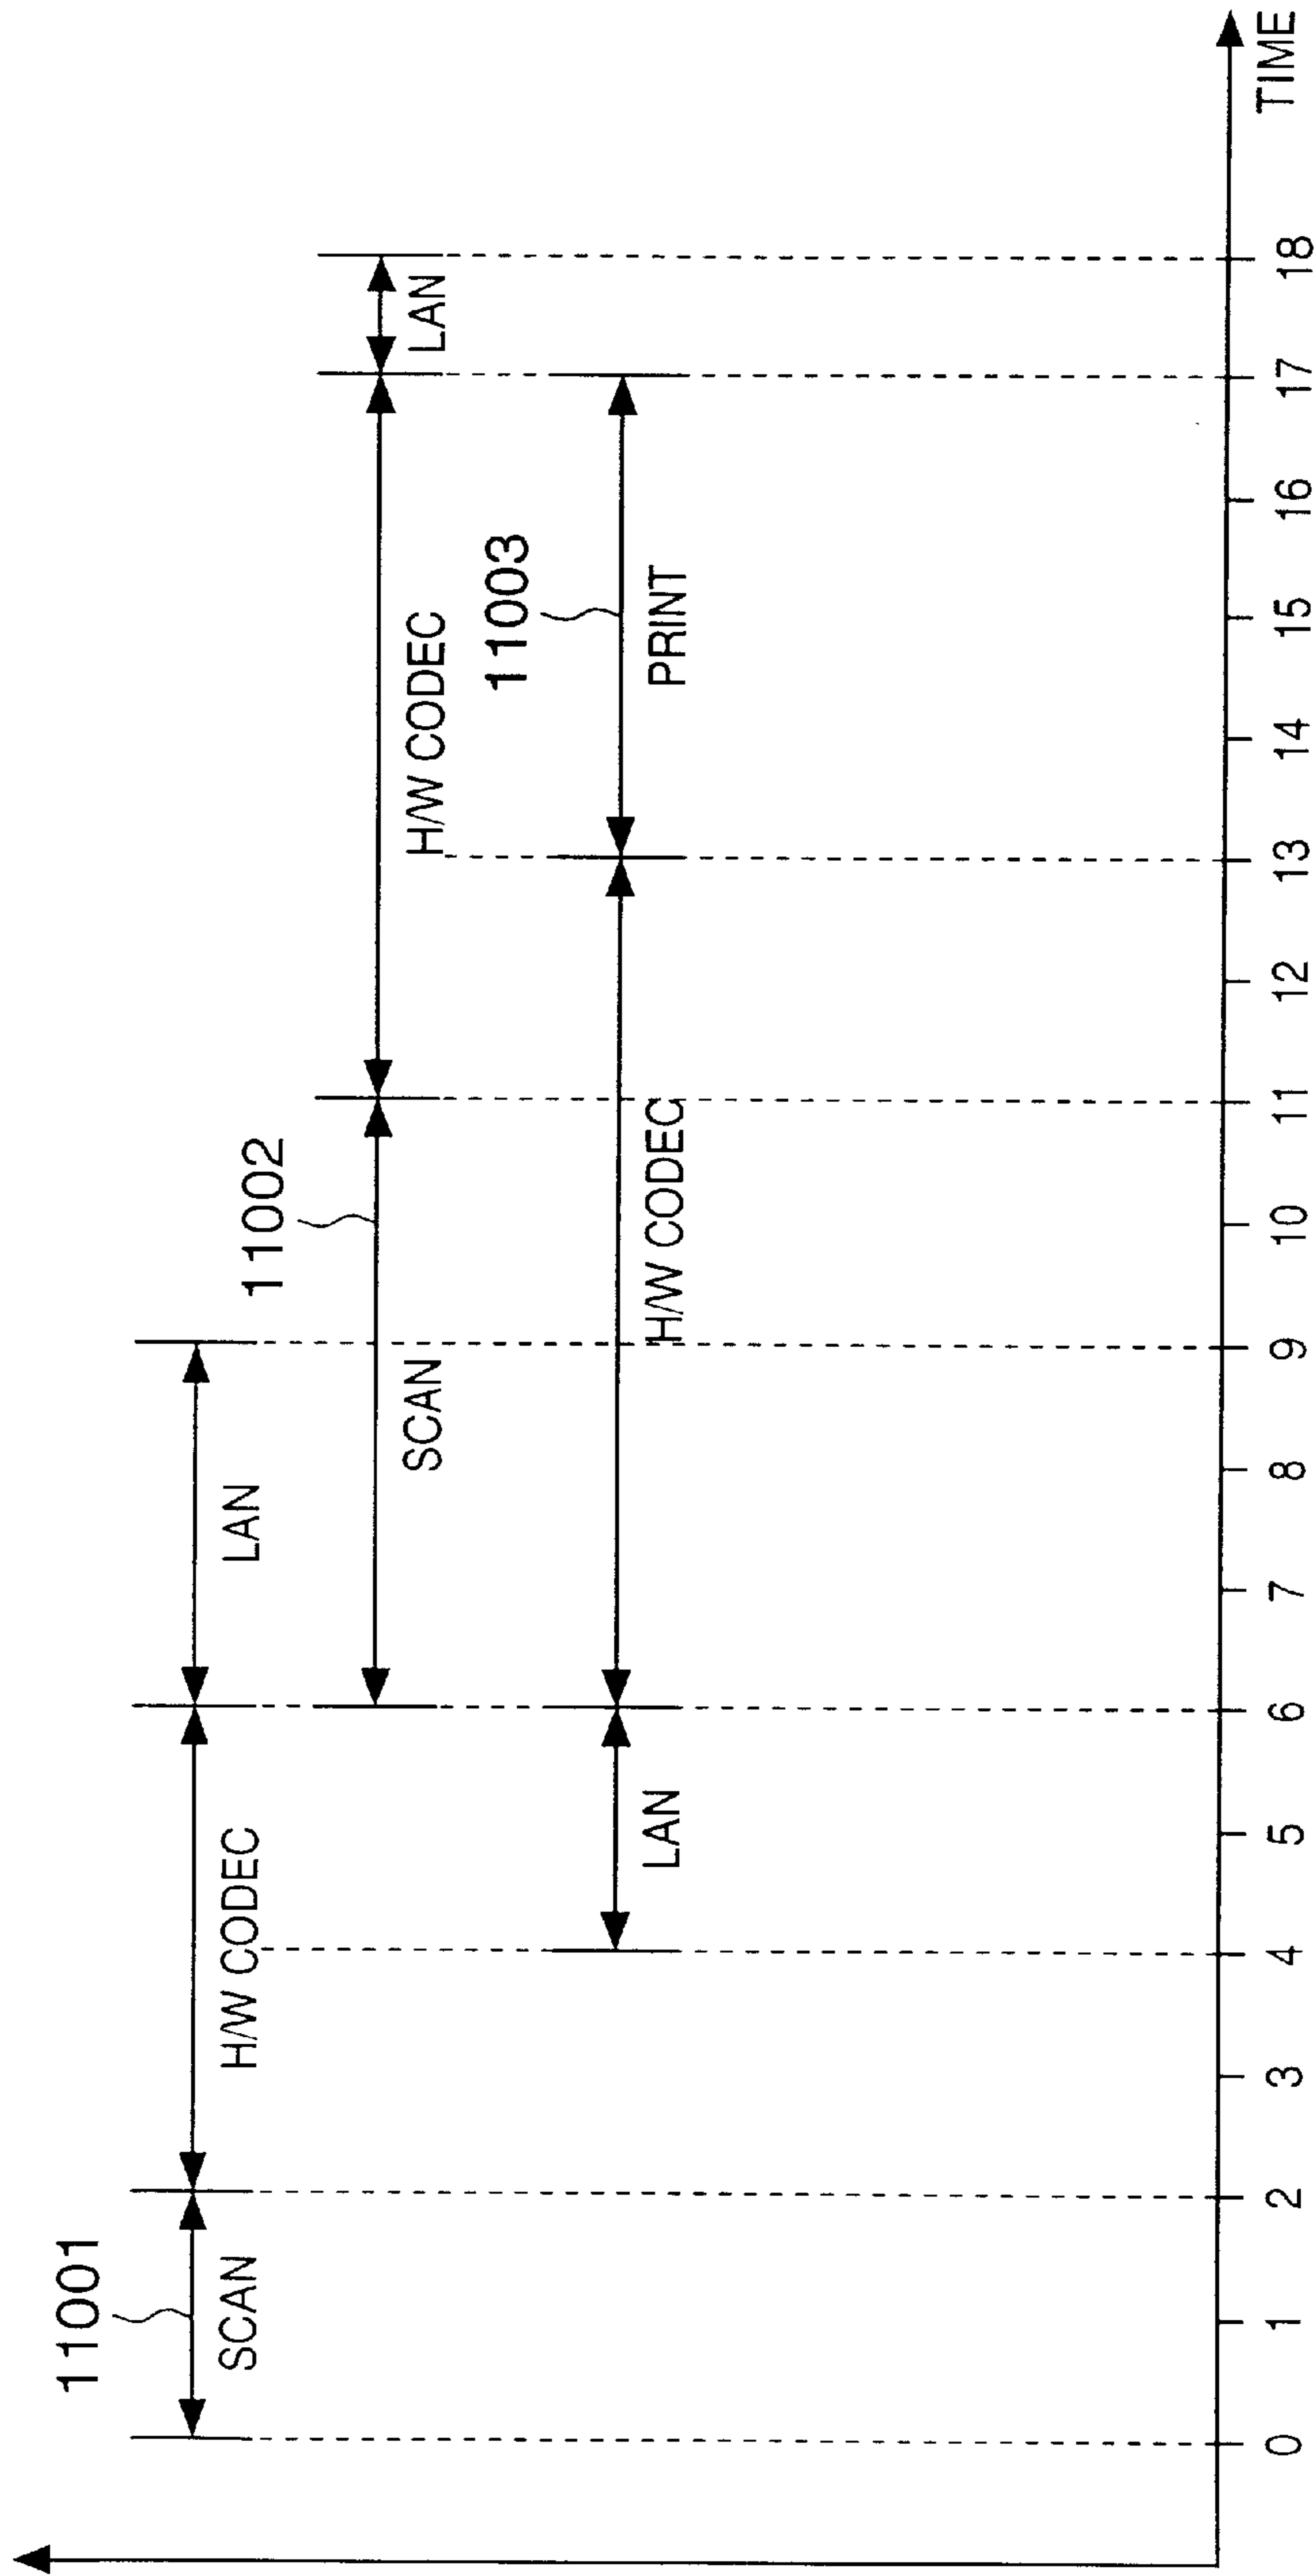 11001
SCAN
H/W CODEC
LAN
11002
SCAN
H/W CODEC
LAN
11003
LAN
H/W CODEC
PRINT
0 1 2 3 4 5 6 7 8 9 10 11 12 13 14 15 16 17 18
TIME